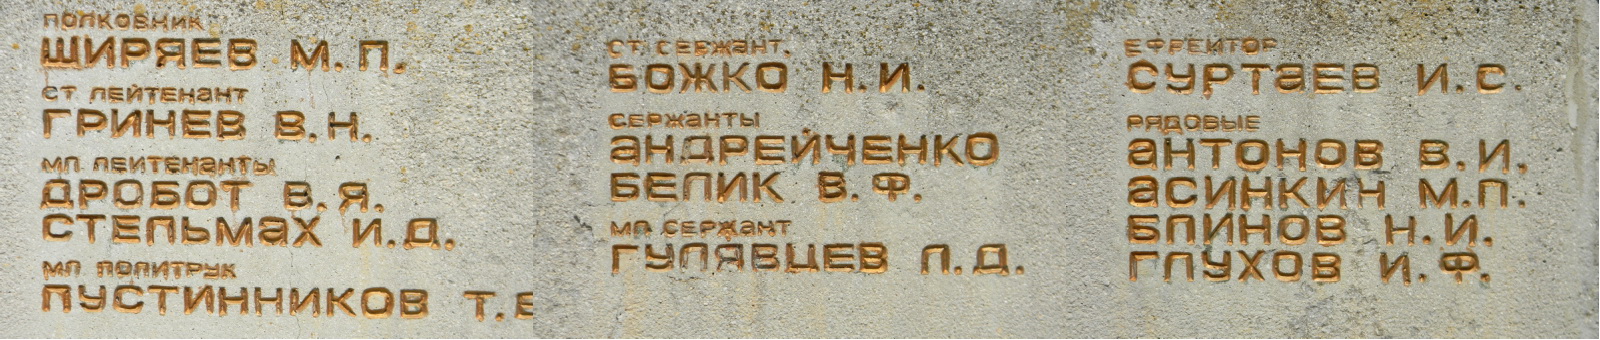 ПОЛКОВНИК
ШИРЯЕВ М.П.
СТ ЛЕЙТЕНАНТ
ГРИНЕВ В.Н.
МЛ ЛЕЙТЕНАНТЫ
ДРОБОТ В.Я.
СТЕЛЬМАХ И.Д.
МЛ ПОЛИТРУК
ПУСТИННИКОВ Т.Е
СТ СЕРЖАНТ
БОЖКО Н.И.
СЕРЖАНТЫ
АНДРЕЙЧЕНКО
БЕЛИК В.Ф.
МЛ СЕРЖАНТ
ГУЛЯВЦЕВ Л.Д.
ЕФРЕЙТОР
СУРТАЕВ И.С.
РЯДОВЫЕ
АНТОНОВ В.И.
АСИНКИН М.П.
БЛИНОВ Н.И.
ГЛУХОВ И.Ф.